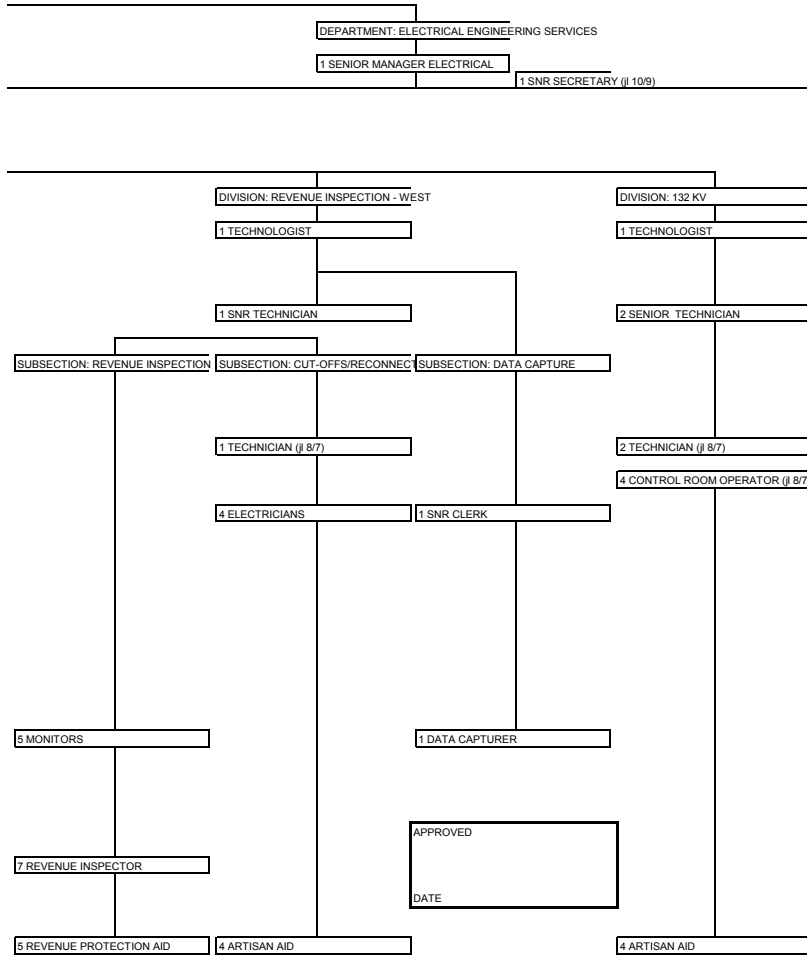 DEPARTMENT: ELECTRICAL ENGINEERING SERVICES
1 SENIOR MANAGER ELECTRICAL
1 SNR SECRETARY (jl 10/9)
DIVISION: REVENUE INSPECTION - WEST
DIVISION: 132 KV
1 TECHNOLOGIST
1 TECHNOLOGIST
1 SNR TECHNICIAN
2 SENIOR TECHNICIAN
SUBSECTION: REVENUE INSPECTION
SUBSECTION: CUT-OFFS/RECONNECT
SUBSECTION: DATA CAPTURE
1 TECHNICIAN (jl 8/7)
2 TECHNICIAN (jl 8/7)
4 CONTROL ROOM OPERATOR (jl 8/7
4 ELECTRICIANS
1 SNR CLERK
5 MONITORS
1 DATA CAPTURER
APPROVED
7 REVENUE INSPECTOR
DATE
5 REVENUE PROTECTION AID
4 ARTISAN AID
4 ARTISAN AID